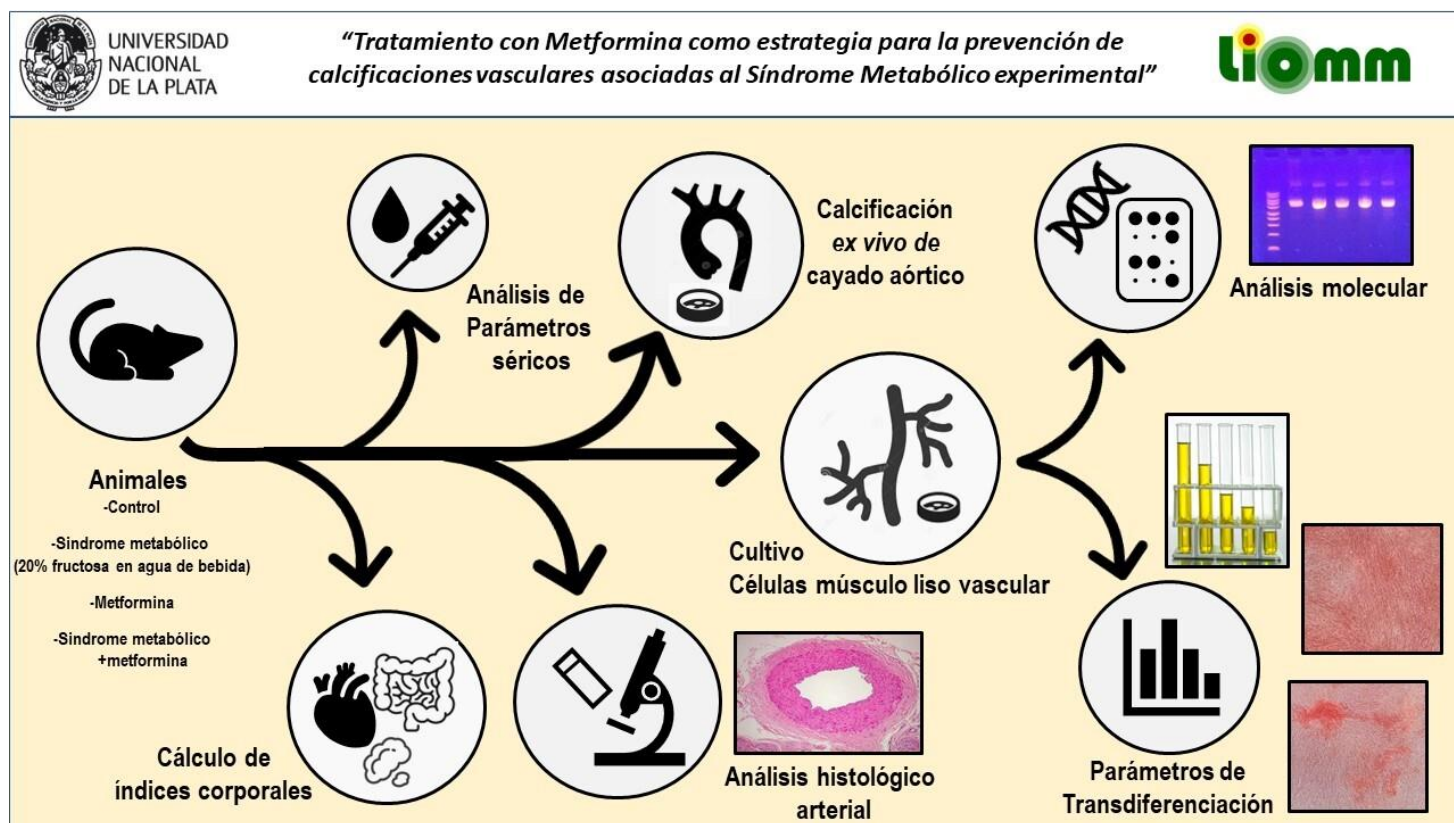 UNIVERSIDAD
NACIONAL
DE LA PLATA
“Tratamiento con Metformina como estrategia para la prevención de
calcificaciones vasculares asociadas al Síndrome Metabólico experimental”
Liomm
Análisis de
Parámetros
séricos
Calcificación
ex vivo de
cayado aórtico
Análisis molecular
Animales
-Control
-Sindrome metabólico
(20% fructosa en agua de bebida)
-Metformina
-Sindrome metabólico
+metformina
Cultivo
Células músculo liso vascular
Cálculo de
índices corporales
Análisis histológico
arterial
Parámetros de
Transdiferenciación